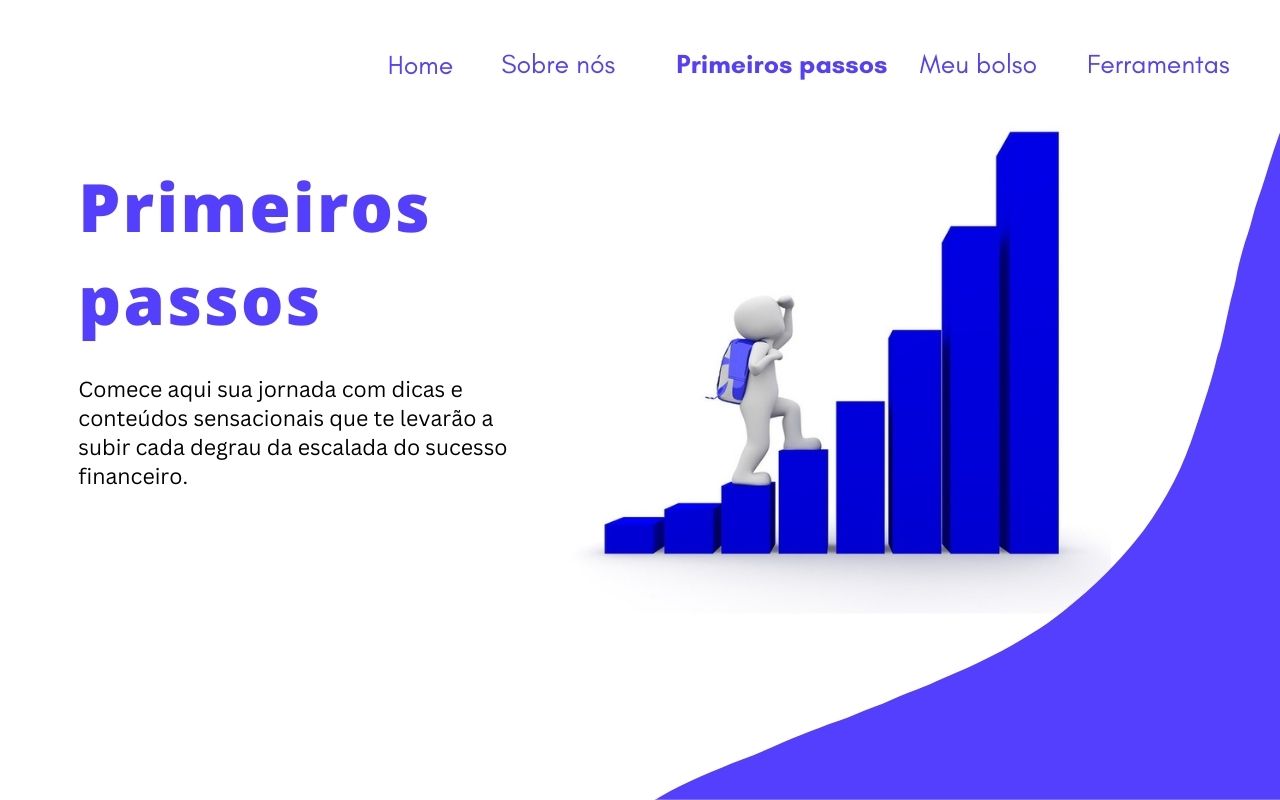 Home Sobre nós Primeiros passos Meu bolso Ferramentas
Primeiros
passos
Comece aqui sua jornada com dicas e
conteúdos sensacionais que te levarão a
subir cada degrau da escalada do sucesso
financeiro.